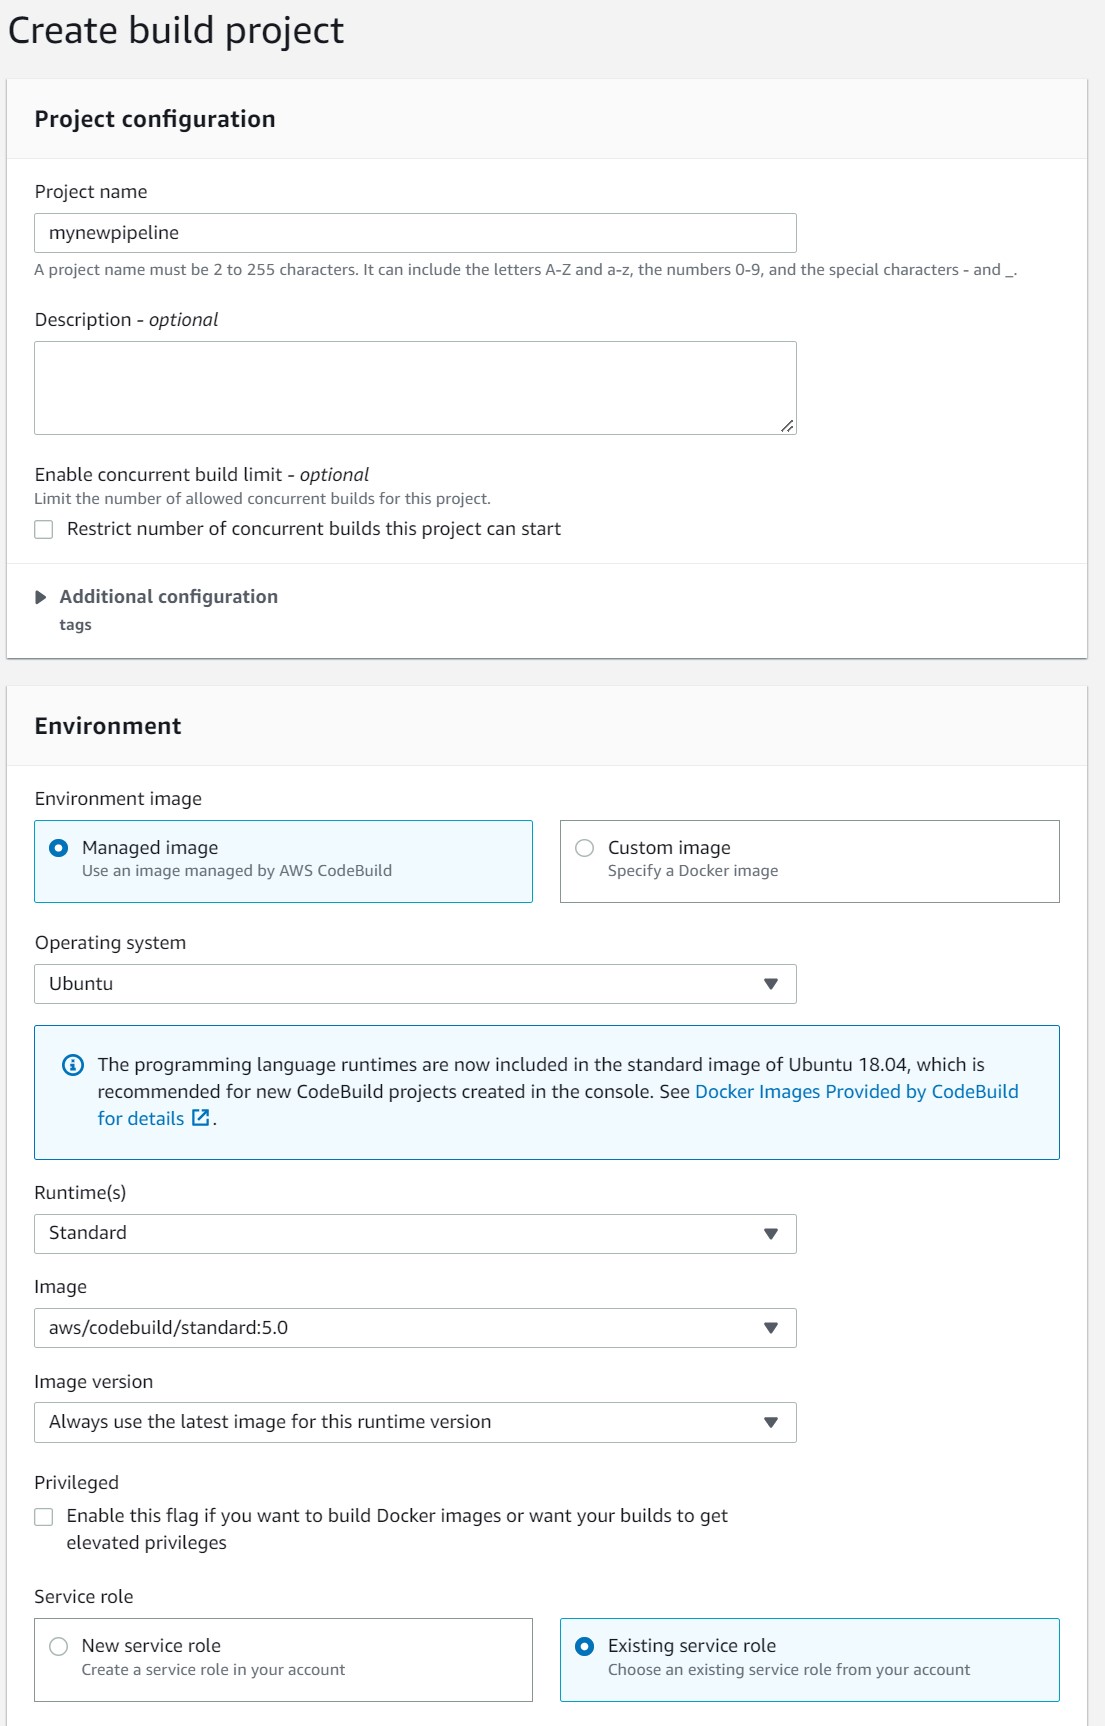 Create build project
Project configuration
Project name
mynewpipeline
A project name must be 2 to 255 characters. It can include the letters A-Z and a-z, the numbers 0-9, and the special characters - and _.
Description - optional
Enable concurrent build limit - optional
Limit the number of allowed concurrent builds for this project.
Restrict number of concurrent builds this project can start
Additional configuration
tags
Environment
Environment image
Managed image
Use an image managed by AWS CodeBuild
Custom image
Specify a Docker image
Operating system
Ubuntu
The programming language runtimes are now included in the standard image of Ubuntu 18.04, which is
recommended for new CodeBuild projects created in the console. See Docker Images Provided by CodeBuild
for details .
Runtime(s)
Standard
Image
aws/codebuild/standard:5.0
Image version
Always use the latest image for this runtime version
Privileged
Enable this flag if you want to build Docker images or want your builds to get
elevated privileges
Service role
New service role
Create a service role in your account
Existing service role
Choose an existing service role from your account